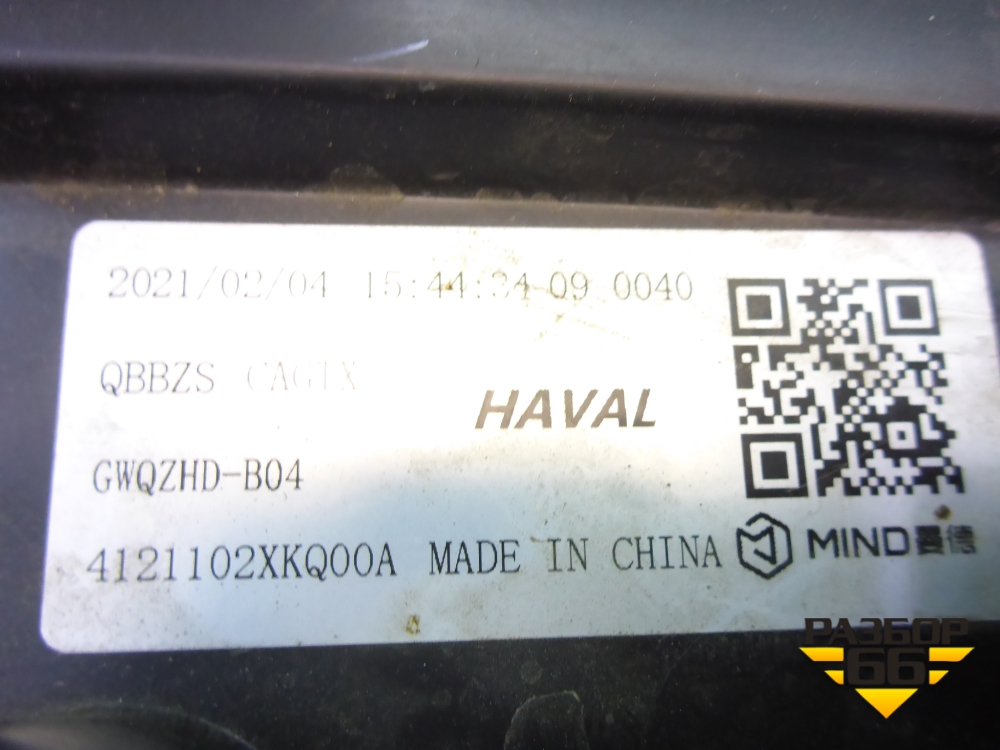 2021/02/04 15:44:34 09 0040
QBBZS CAGTX
HAVAL
GWQZHD-B04
4121102XKQ00A MADE IN CHINA
MIND
РАЗБОР
66